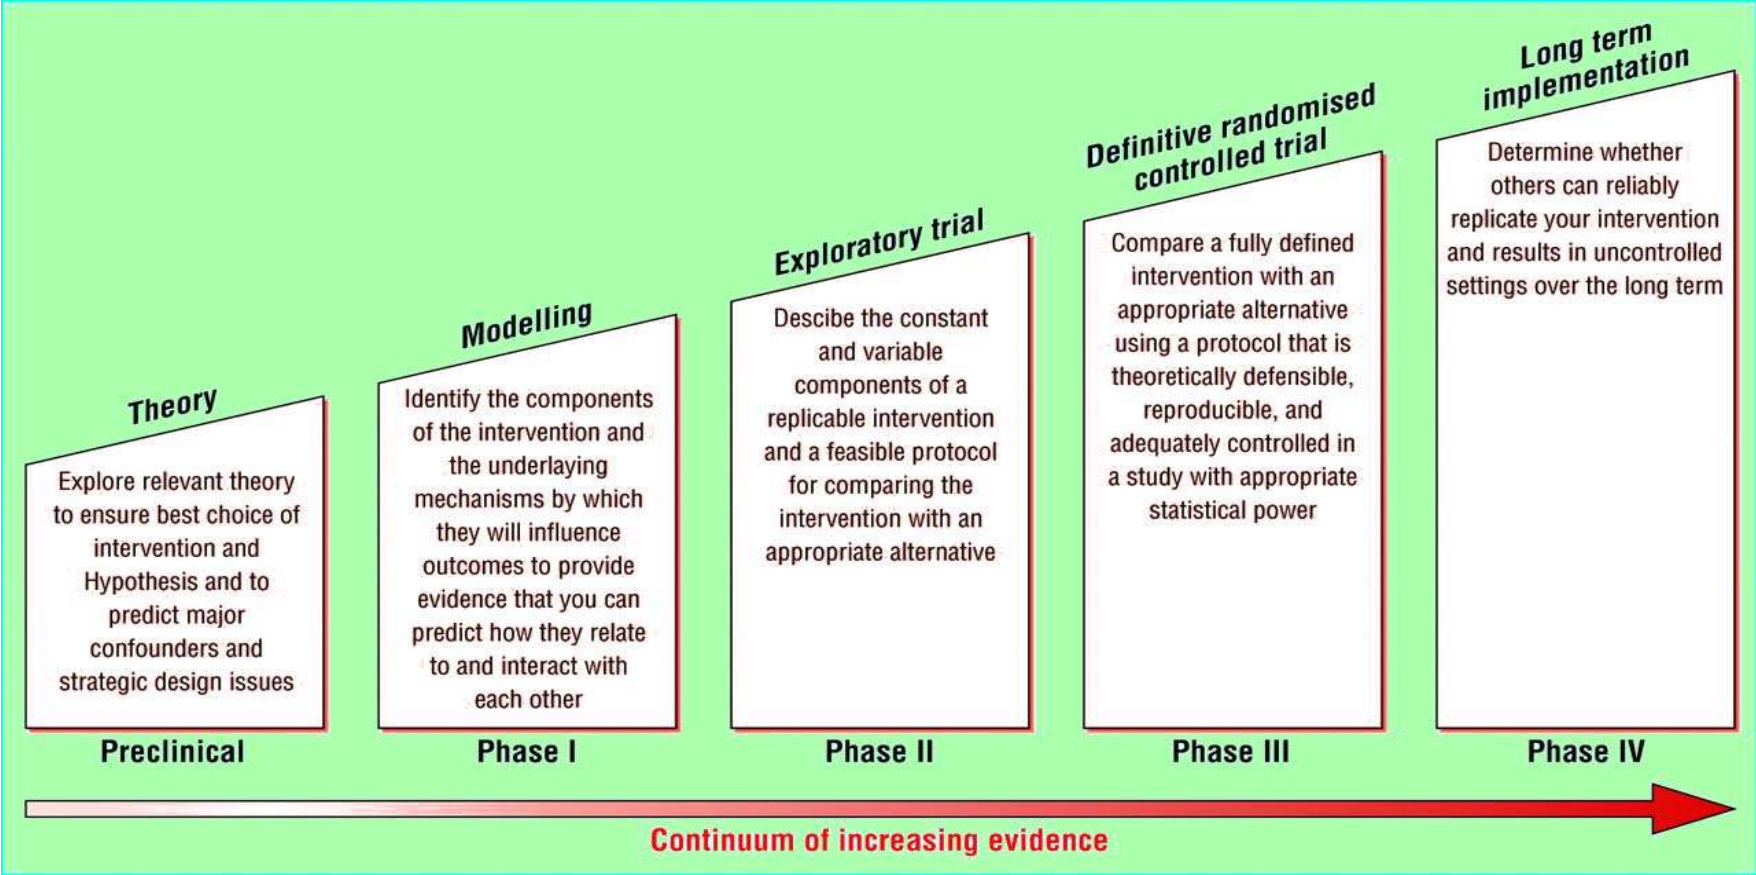 Theory
Explore relevant theory
to ensure best choice of
intervention and
Hypothesis and to
predict major
confounders and
strategic design issues
Preclinical
Modelling
Identify the components
of the intervention and
the underlaying
mechanisms by which
they will influence
outcomes to provide
evidence that you can
predict how they relate
to and interact with
each other
Phase I
Exploratory trial
Descibe the constant
and variable
components of a
replicable intervention
and a feasible protocol
for comparing the
intervention with an
appropriate alternative
Phase II
Definitive randomised
controlled trial
Compare a fully defined
intervention with an
appropriate alternative
using a protocol that is
theoretically defensible,
reproducible, and
adequately controlled in
a study with appropriate
statistical power
Phase III
Long term
implementation
Determine whether
others can reliably
replicate your intervention
and results in uncontrolled
settings over the long term
Phase IV
Continuum of increasing evidence